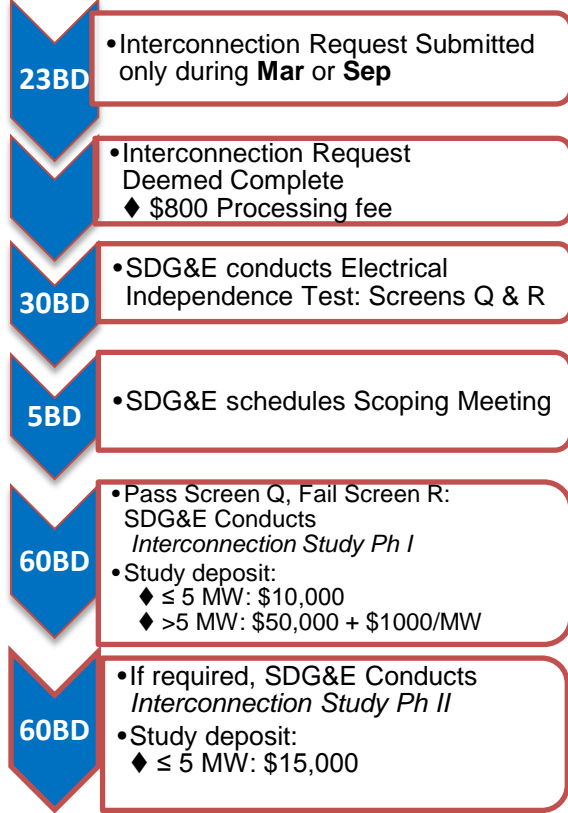 23BD
•Interconnection Request Submitted
only during Mar or Sep
•Interconnection Request
Deemed Complete
♦ $800 Processing fee
30BD
•SDG&E conducts Electrical
Independence Test: Screens Q & R
5BD
•SDG&E schedules Scoping Meeting
60BD
•Pass Screen Q, Fail Screen R:
SDG&E Conducts
Interconnection Study Ph I
•Study deposit:
♦ ≤ 5 MW: $10,000
♦ >5 MW: $50,000 + $1000/MW
60BD
•If required, SDG&E Conducts
Interconnection Study Ph II
•Study deposit:
♦ ≤ 5 MW: $15,000